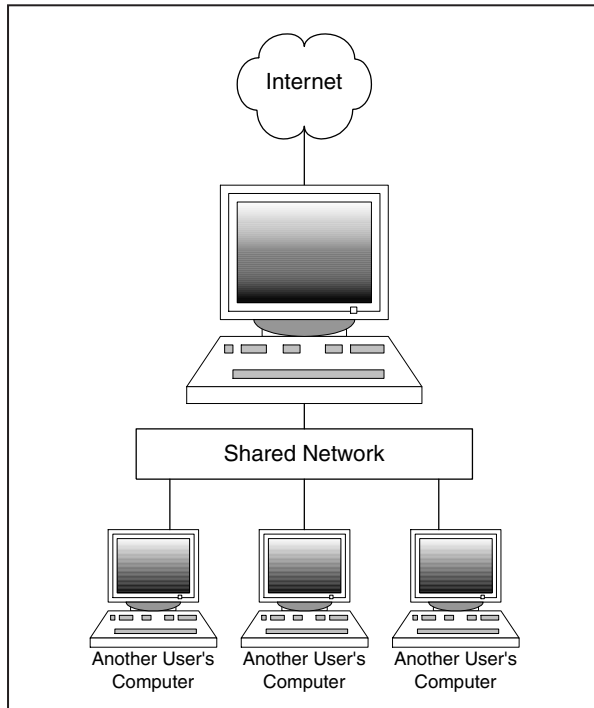 Internet
Shared Network
Another User's
Computer
Another User's
Computer
Another User's
Computer